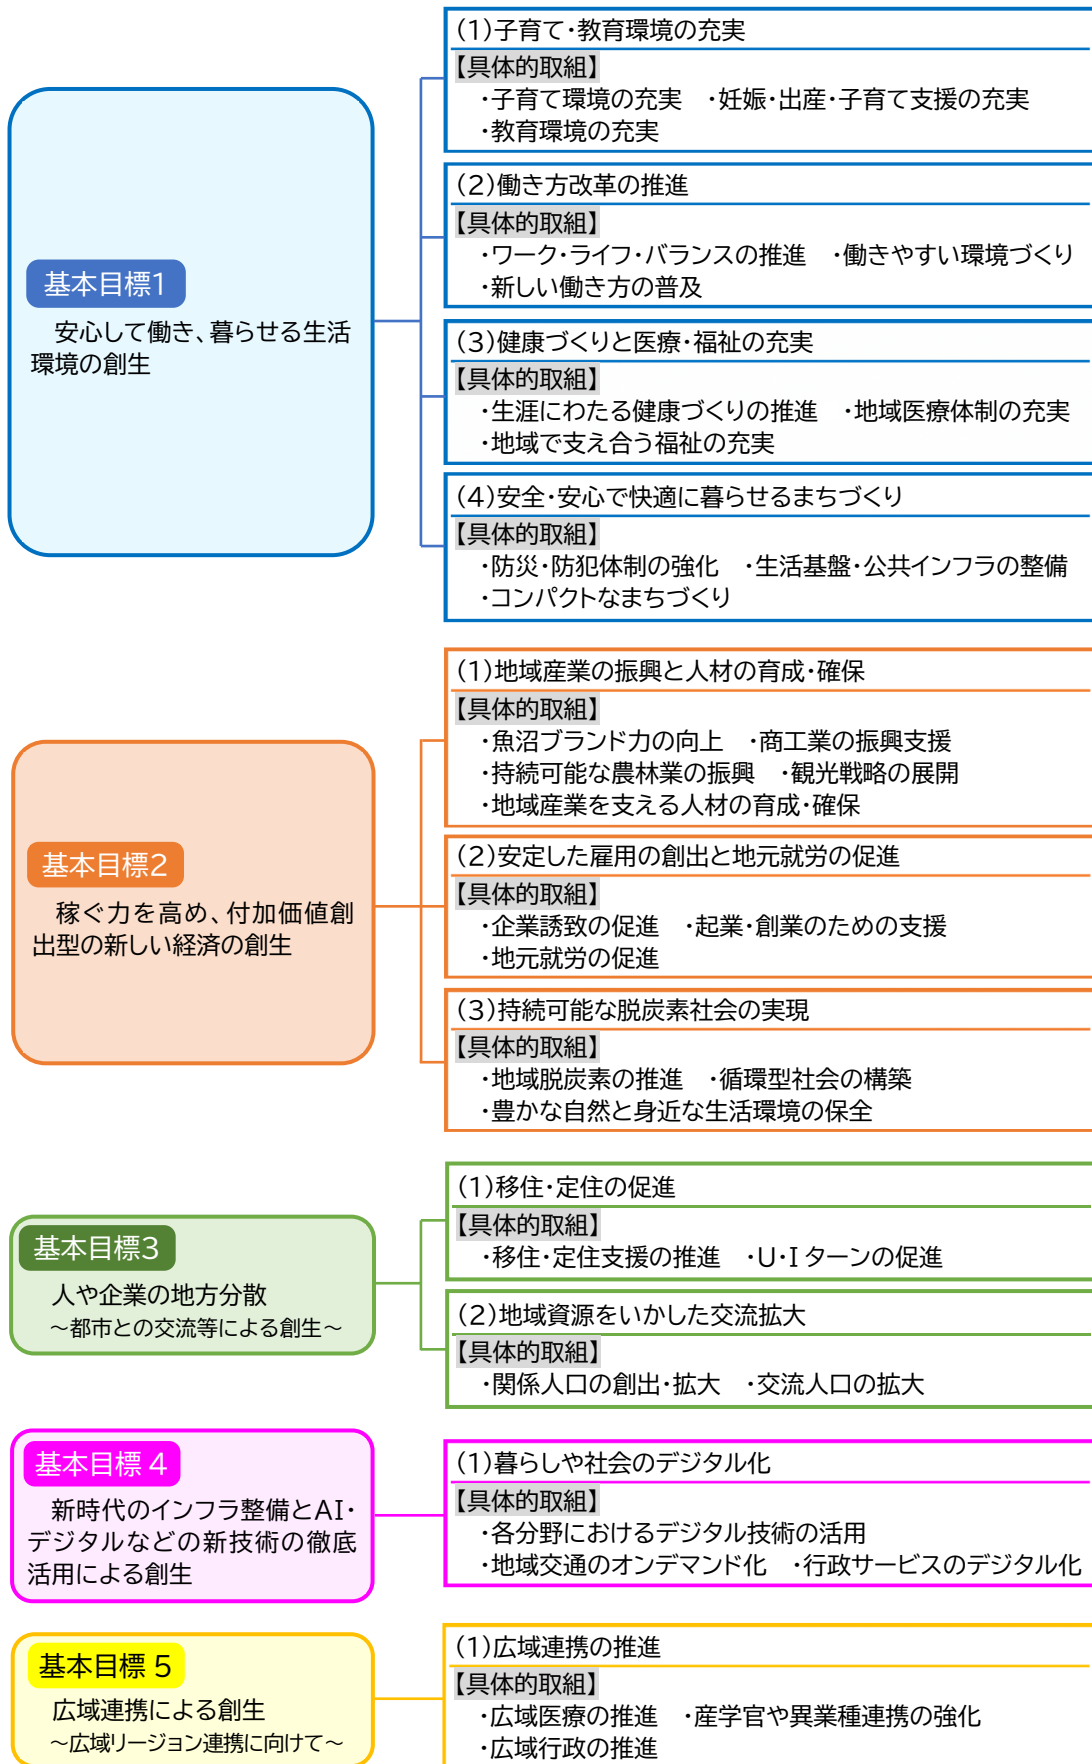 基本目標1
安心して働き、暮らせる生活
環境の創生
(1)子育て・教育環境の充実
【具体的取組】
・子育て環境の充実　・妊娠・出産・子育て支援の充実
・教育環境の充実
(2)働き方改革の推進
【具体的取組】
・ワーク・ライフ・バランスの推進　・働きやすい環境づくり
・新しい働き方の普及
(3)健康づくりと医療・福祉の充実
【具体的取組】
・生涯にわたる健康づくりの推進　・地域医療体制の充実
・地域で支え合う福祉の充実
(4)安全・安心で快適に暮らせるまちづくり
【具体的取組】
・防災・防犯体制の強化　・生活基盤・公共インフラの整備
・コンパクトなまちづくり
基本目標2
稼ぐ力を高め、付加価値創
出型の新しい経済の創生
(1)地域産業の振興と人材の育成・確保
【具体的取組】
・魚沼ブランド力の向上　・商工業の振興支援
・持続可能な農林業の振興　・観光戦略の展開
・地域産業を支える人材の育成・確保
(2)安定した雇用の創出と地元就労の促進
【具体的取組】
・企業誘致の促進　・起業・創業のための支援
・地元就労の促進
(3)持続可能な脱炭素社会の実現
【具体的取組】
・地域脱炭素の推進　・循環型社会の構築
・豊かな自然と身近な生活環境の保全
基本目標3
人や企業の地方分散
～都市との交流等による創生～
(1)移住・定住の促進
【具体的取組】
・移住・定住支援の推進　・U・Iターンの促進
(2)地域資源をいかした交流拡大
【具体的取組】
・関係人口の創出・拡大　・交流人口の拡大
基本目標 4
新時代のインフラ整備とAI・
デジタルなどの新技術の徹底
活用による創生
(1)暮らしや社会のデジタル化
【具体的取組】
・各分野におけるデジタル技術の活用
・地域交通のオンデマンド化　・行政サービスのデジタル化
基本目標 5
広域連携による創生
～広域リージョン連携に向けて～
(1)広域連携の推進
【具体的取組】
・広域医療の推進　・産学官や異業種連携の強化
・広域行政の推進